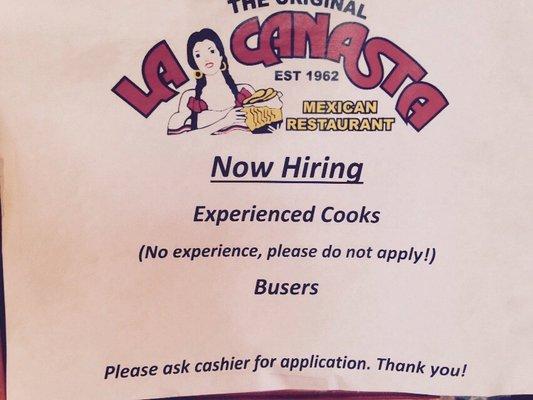 THE ORIGINAL
LA CANASTA
EST 1962
MEXICAN
RESTAURANT
Now Hiring
Experienced Cooks
(No experience, please do not apply!)
Busers
Please ask cashier for application. Thank you!